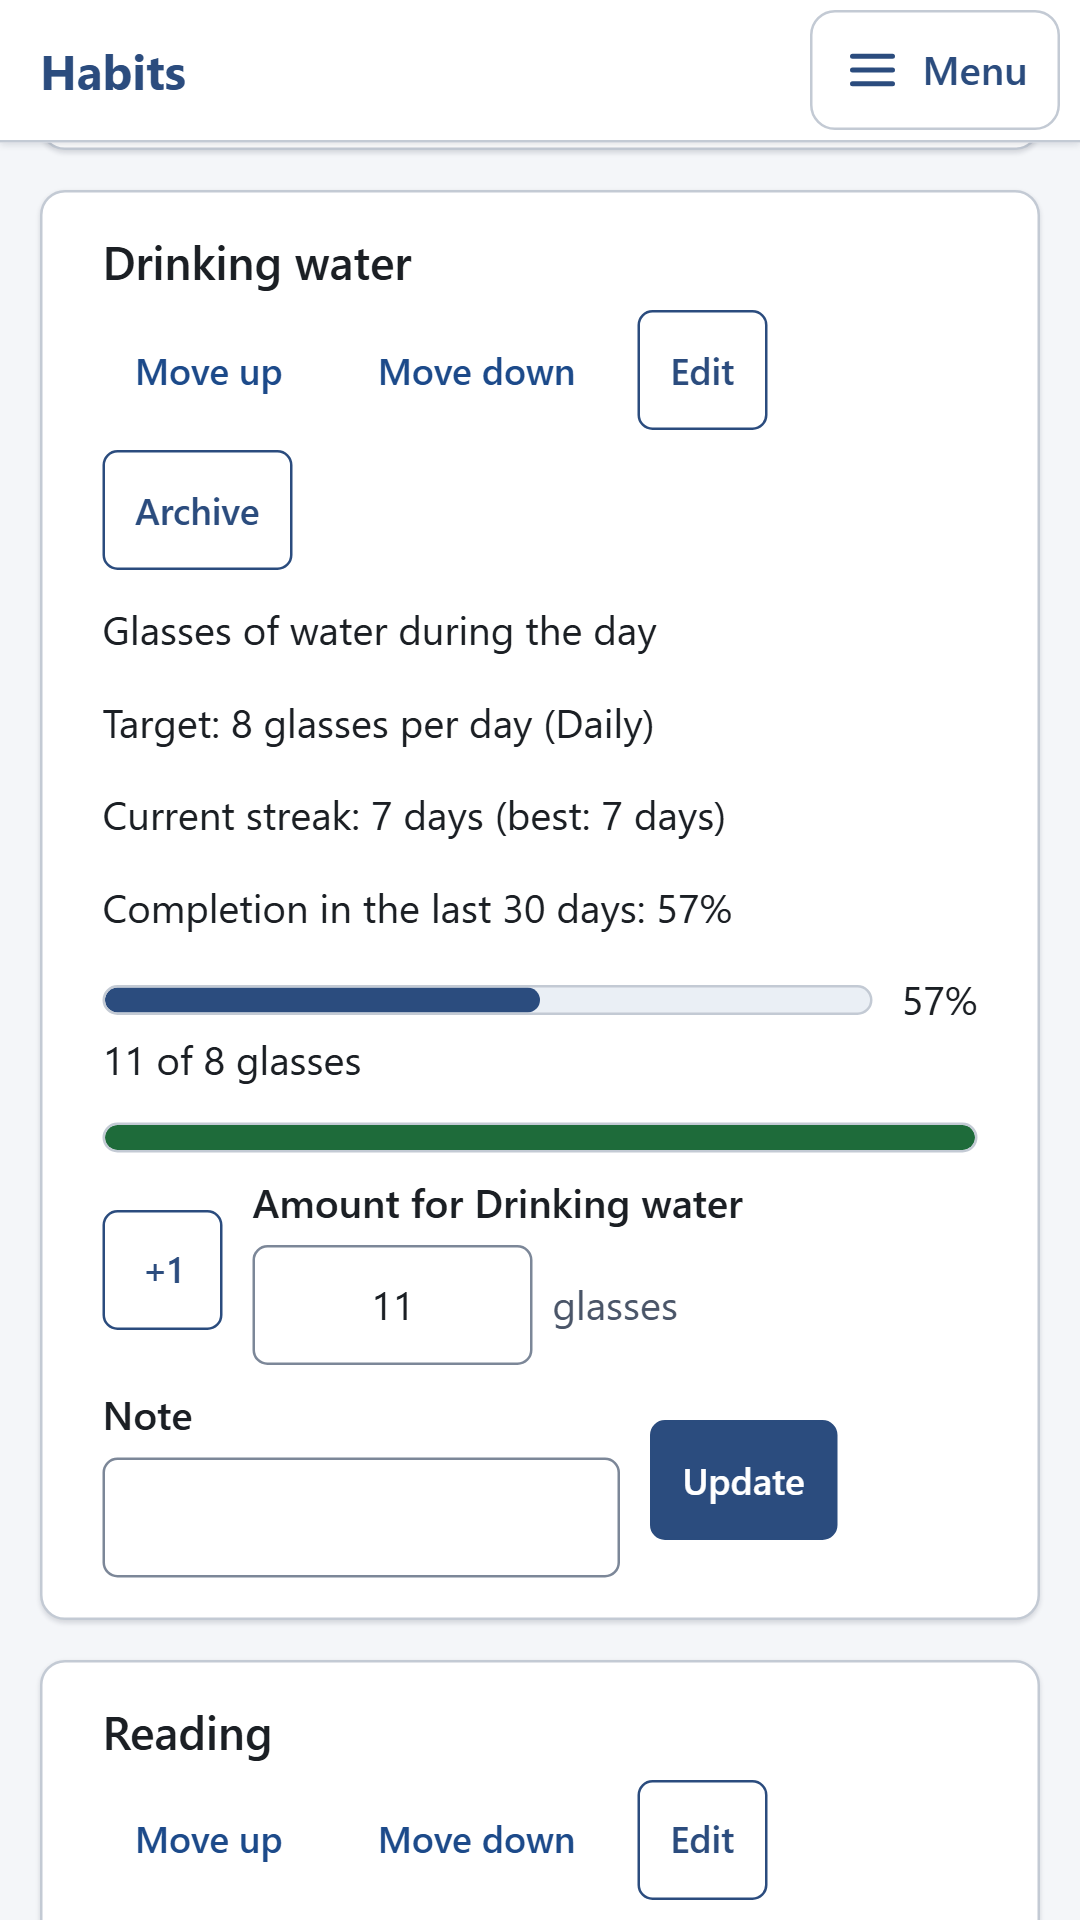 Habits
Menu
Drinking water
Move up Move down Edit
Archive
Glasses of water during the day
Target: 8 glasses per day (Daily)
Current streak: 7 days (best: 7 days)
Completion in the last 30 days: 57%
57%
11 of 8 glasses
Amount for Drinking water
+1 11 glasses
Note
Update
Reading
Move up Move down Edit